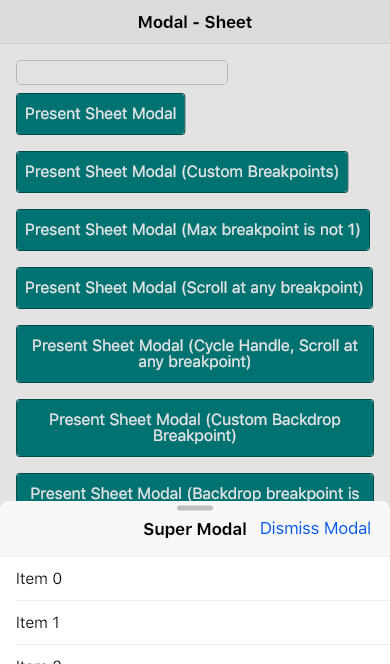 Modal - Sheet
Present Sheet Modal
Present Sheet Modal (Custom Breakpoints)
Present Sheet Modal (Max breakpoint is not 1)
Present Sheet Modal (Scroll at any breakpoint)
Present Sheet Modal (Cycle Handle, Scroll at
any breakpoint)
Present Sheet Modal (Custom Backdrop
Breakpoint)
Present Sheet Modal (Backdrop breakpoint is
Super Modal Dismiss Modal
Item 0
Item 1
Item 2